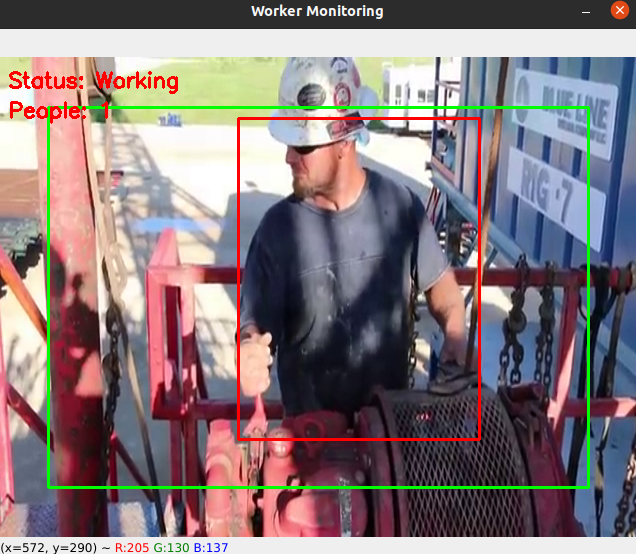 Worker Monitoring
Status: Working
People: 1
BLUE LINE
RIG-7
(x=572, y=290) ~ R:205 G:130 B:137